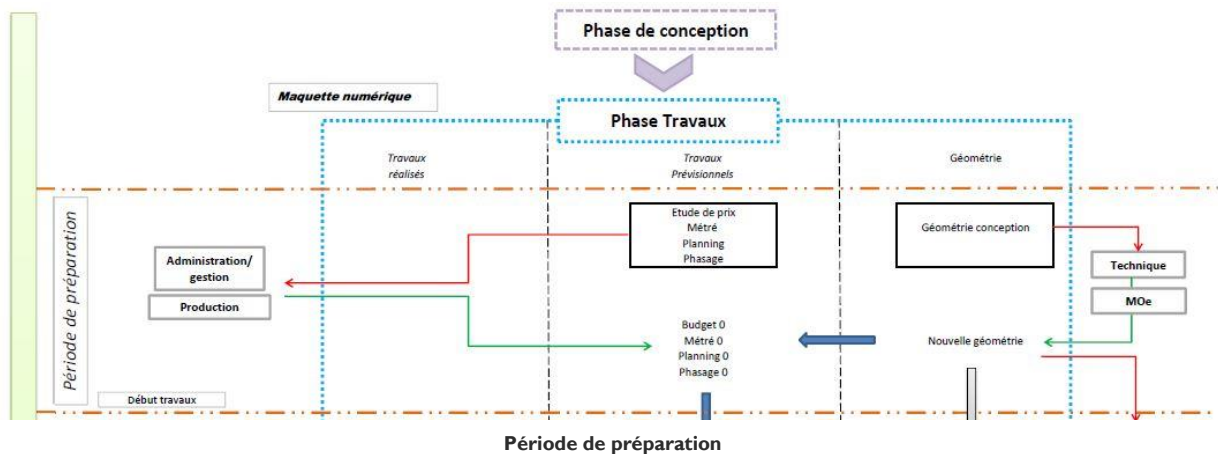 Phase de conception
Maquette numérique
Phase Travaux
Travaux
réalisés
Travaux
Prévisionnels
Géométrie
Période de préparation
Etude de prix
Métré
Planning
Phasage
Géométrie conception
Administration/
gestion
Production
Technique
MOe
Budget 0
Métré 0
Planning 0
Phasage 0
Nouvelle géométrie
Début travaux
Période de préparation